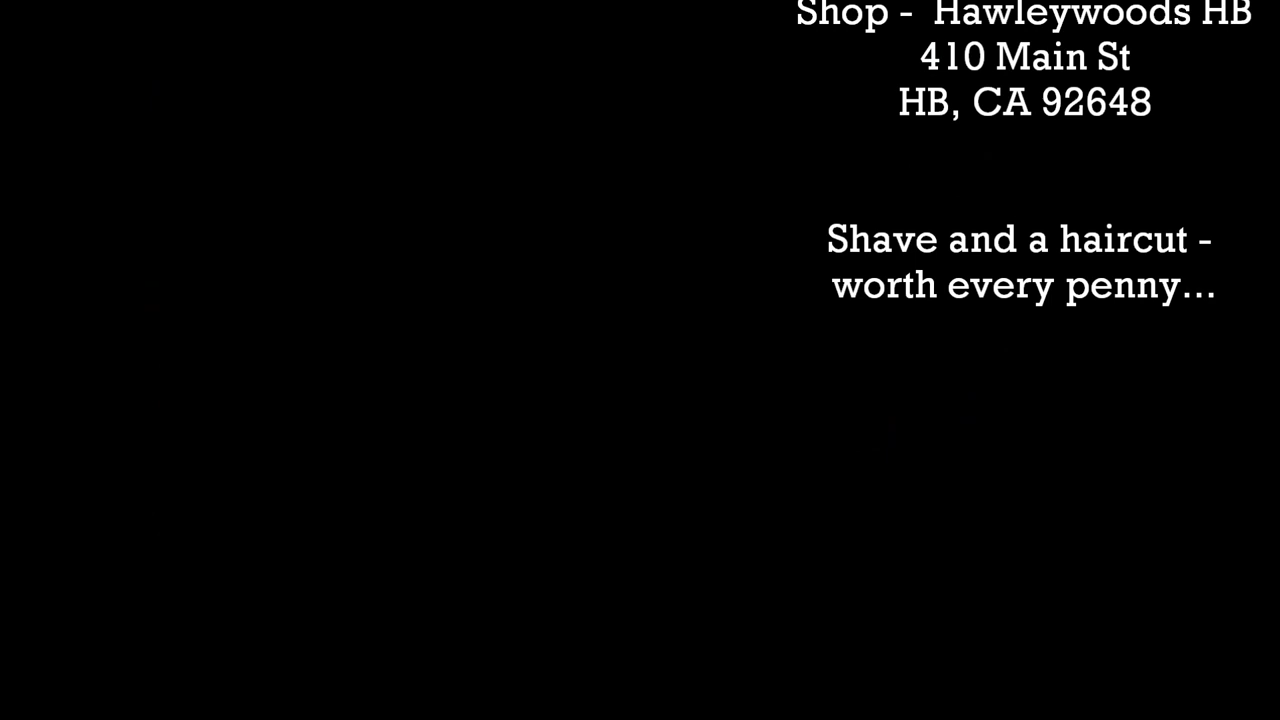 Shop -  Hawleywoods HB
410 Main St
HB, CA 92648
Shave and a haircut -
worth every penny...